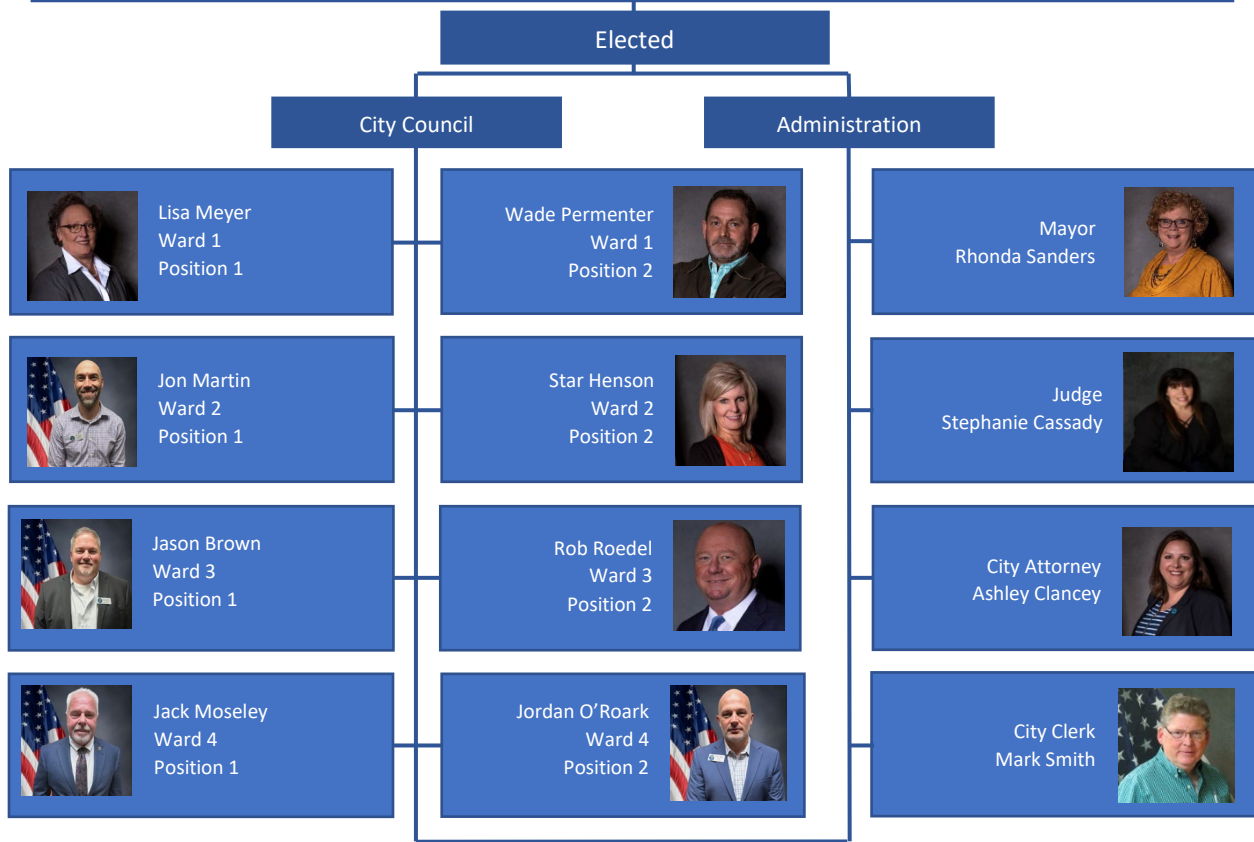 Elected
City Council
Administration
Lisa Meyer
Ward 1
Position 1
Wade Permenter
Ward 1
Position 2
Mayor
Rhonda Sanders
Jon Martin
Ward 2
Position 1
Star Henson
Ward 2
Position 2
Judge
Stephanie Cassady
Jason Brown
Ward 3
Position 1
Rob Roedel
Ward 3
Position 2
City Attorney
Ashley Clancey
Jack Moseley
Ward 4
Position 1
Jordan O’Roark
Ward 4
Position 2
City Clerk
Mark Smith